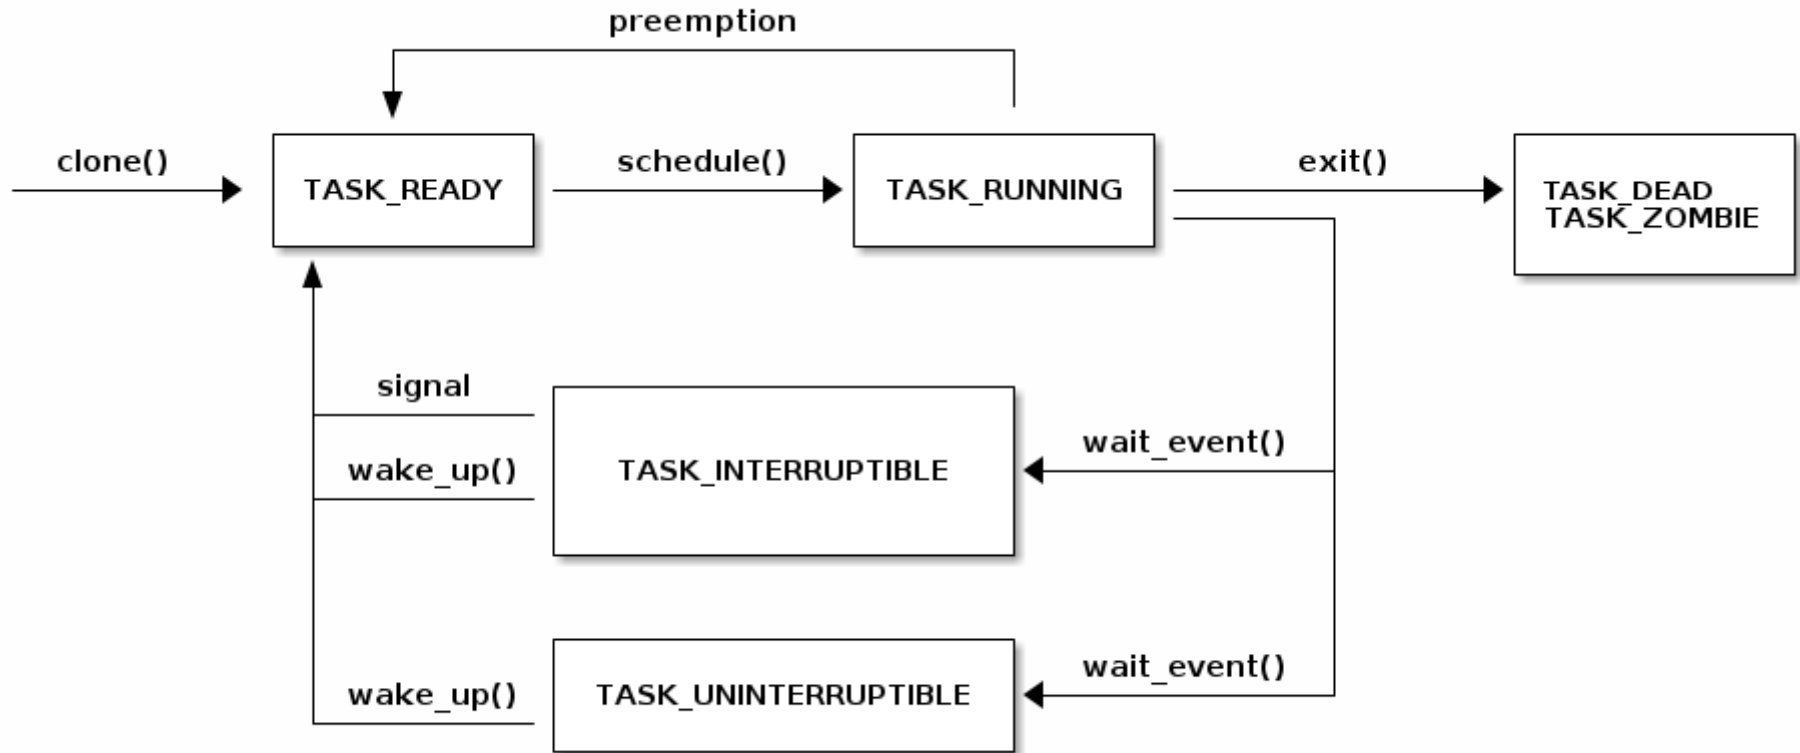 preemption
clone()
schedule()
exit()
TASK_READY
TASK_RUNNING
TASK_DEAD
TASK_ZOMBIE
signal
wait_event()
wake_up()
TASK_INTERRUPTIBLE
wait_event()
wake_up()
TASK_UNINTERRUPTIBLE